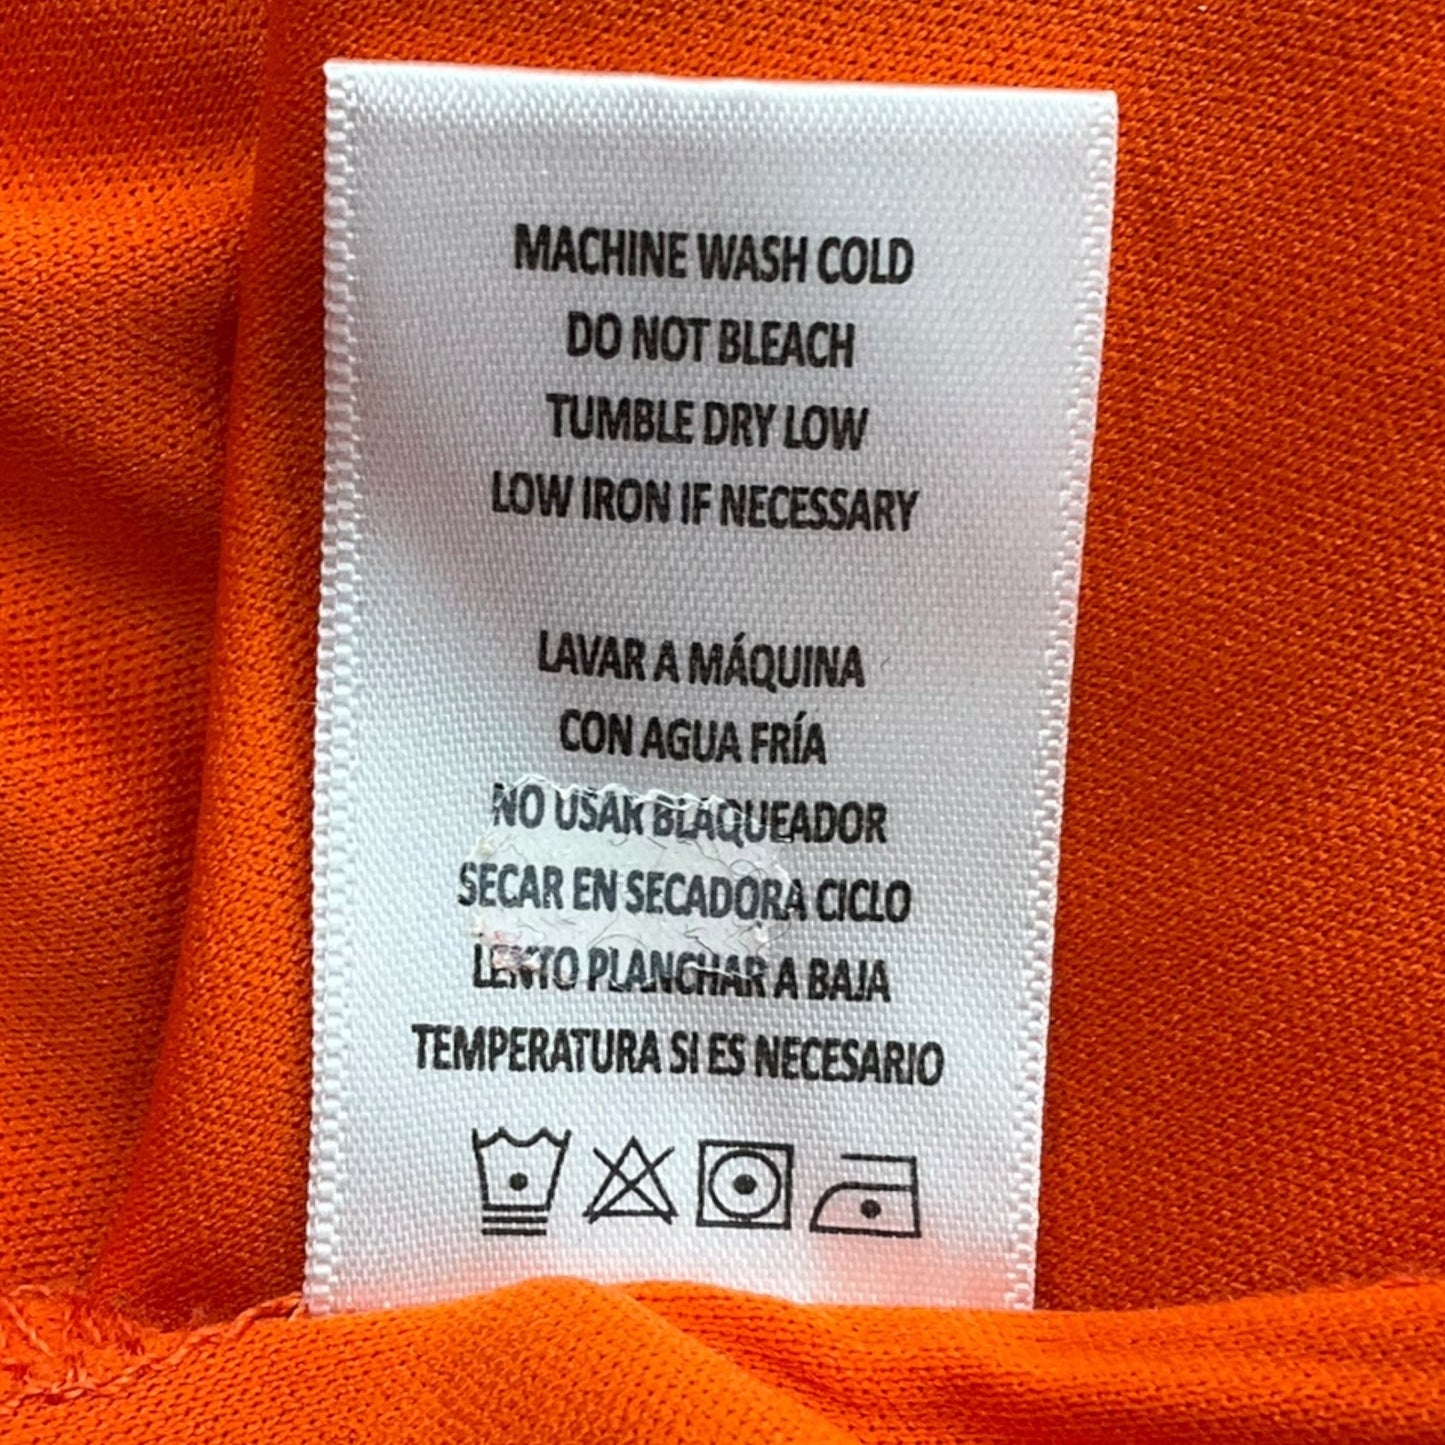 MACHINE WASH COLD
DO NOT BLEACH
TUMBLE DRY LOW
LOW IRON IF NECESSARY
LAVAR A MÁQUINA
CON AGUA FRÍA
NO USAR BLAQUEADOR
SECAR EN SECADORA CICLO
LENTO PLANCHAR A BAJA
TEMPERATURA SI ES NECESARIO